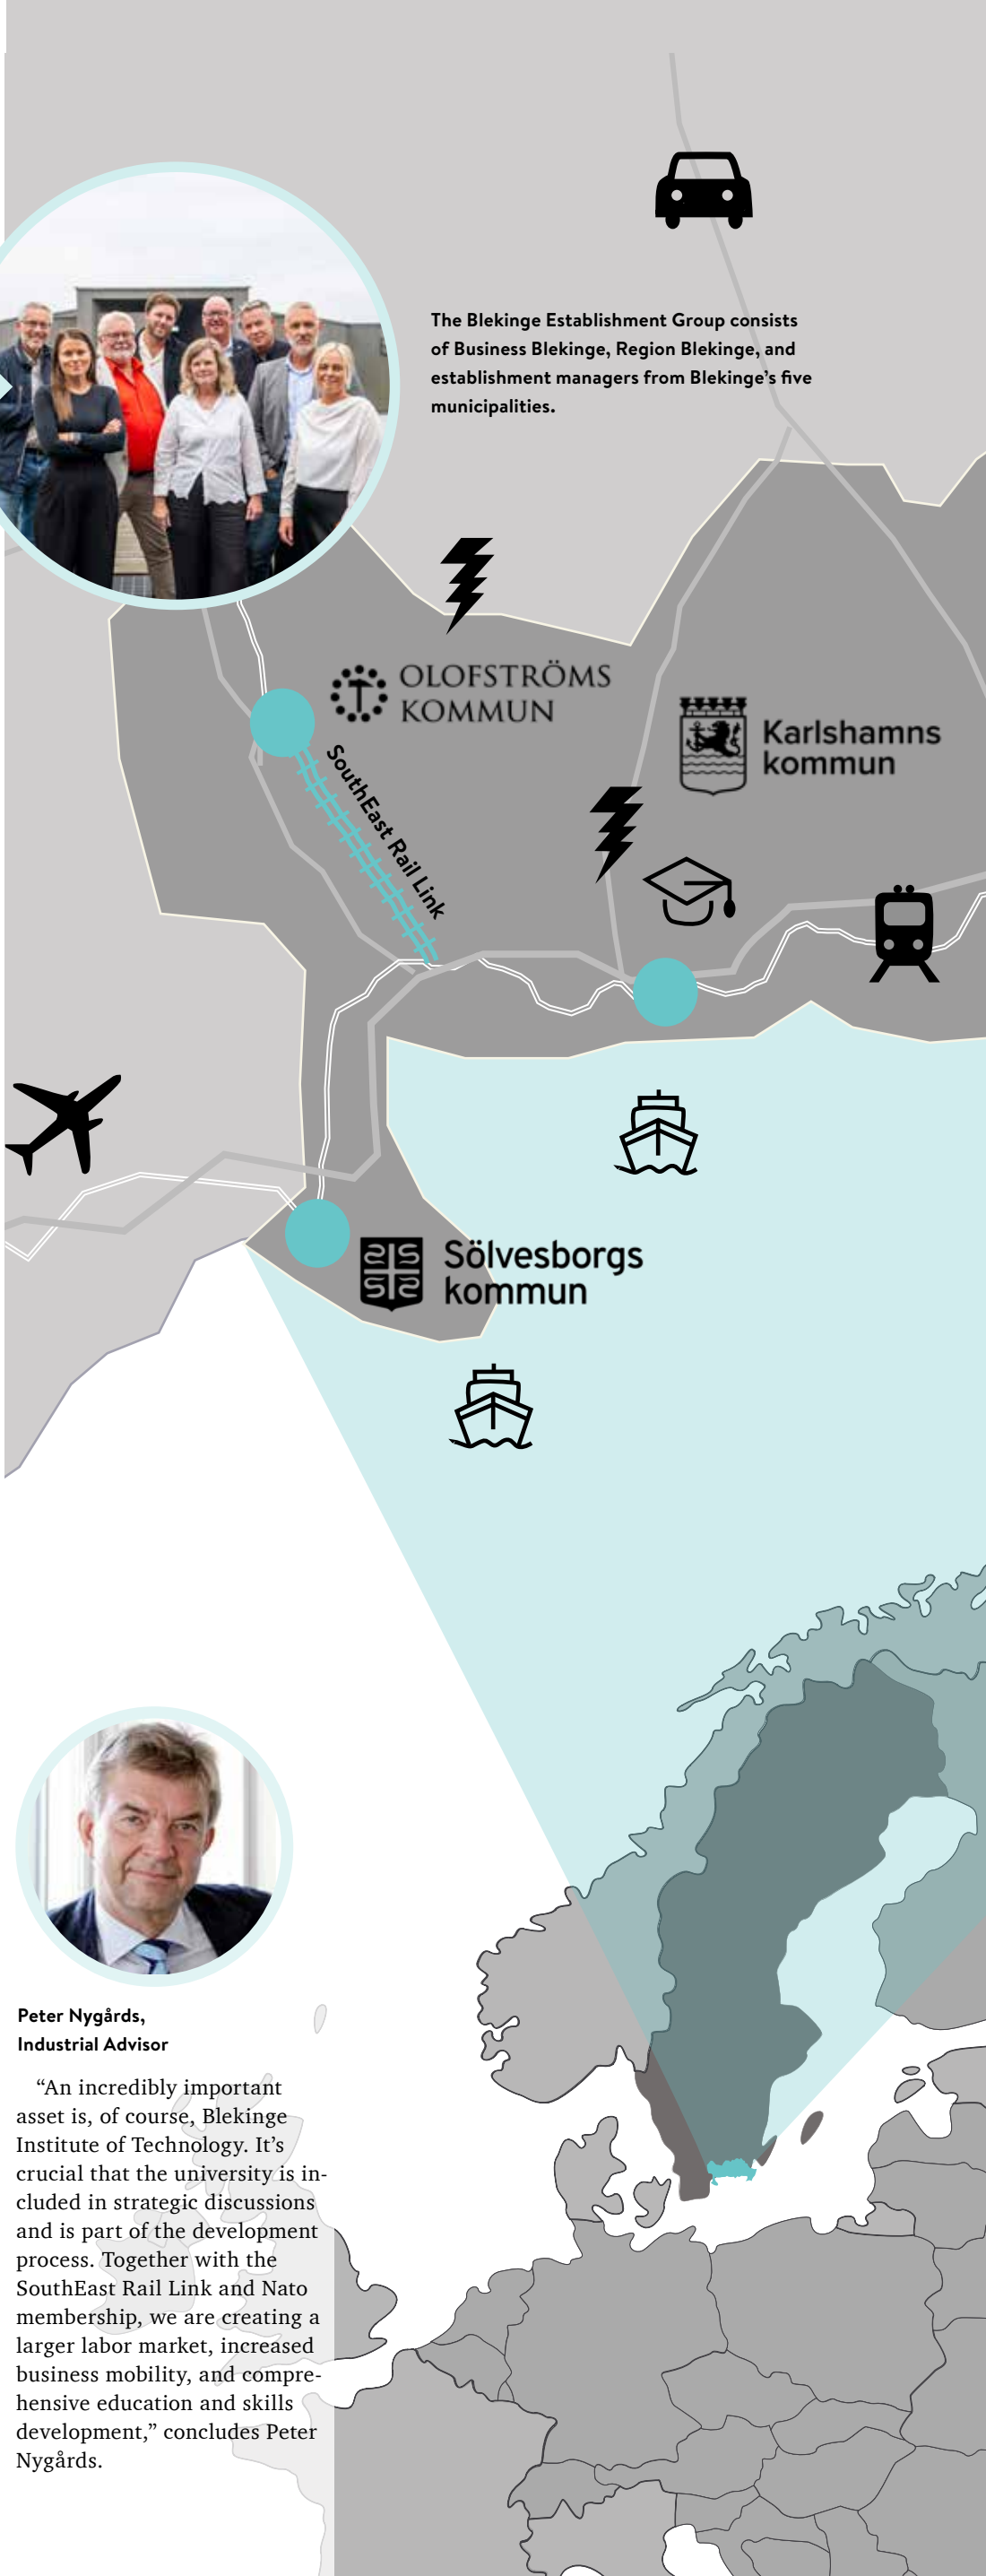 The Blekinge Establishment Group consists
of Business Blekinge, Region Blekinge, and
establishment managers from Blekinge's five
municipalities.
OLOFSTRÖMS
KOMMUN
Karlshamns
kommun
SouthEast Rail Link
Sölvesborgs
kommun
Peter Nygårds,
Industrial Advisor
“An incredibly important
asset is, of course, Blekinge
Institute of Technology. It’s
crucial that the university is in-
cluded in strategic discussions
and is part of the development
process. Together with the
SouthEast Rail Link and Nato
membership, we are creating a
larger labor market, increased
business mobility, and compre-
hensive education and skills
development,” concludes Peter
Nygårds.